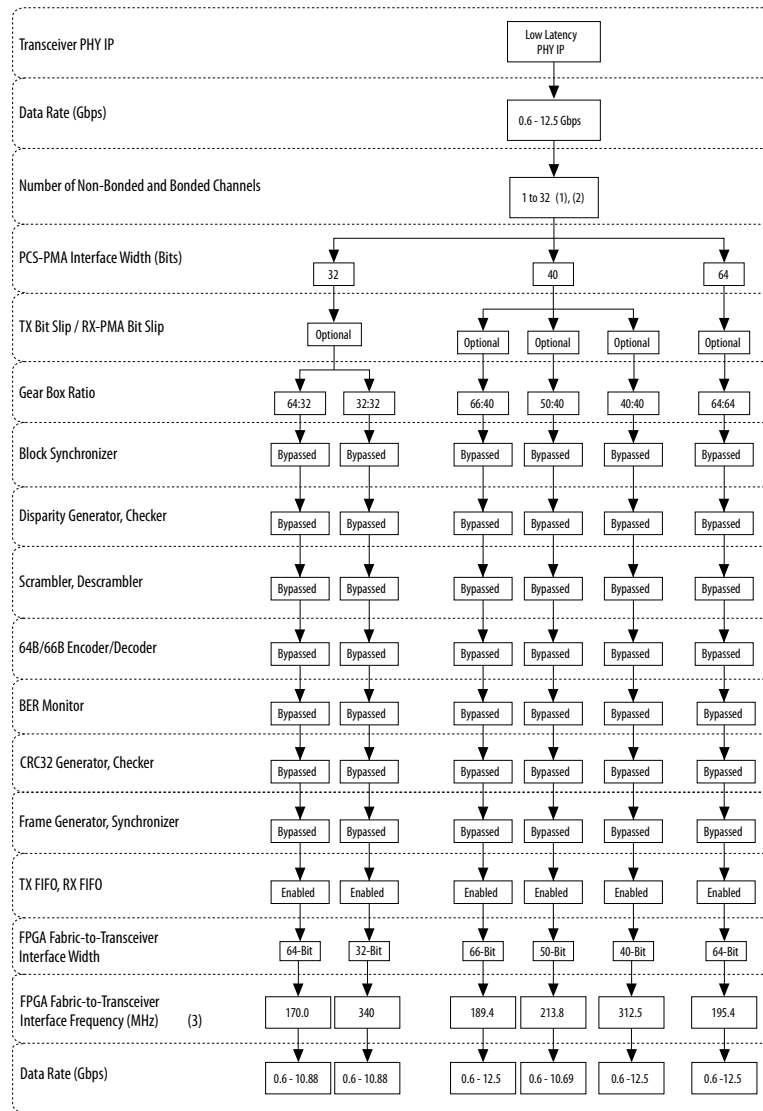 Transceiver PHY IP
Low Latency
PHY IP
Data Rate (Gbps)
0.6 - 12.5 Gbps
Number of Non-Bonded and Bonded Channels
1 to 32 (1), (2)
PCS-PMA Interface Width (Bits)
32 40 64
TX Bit Slip / RX-PMA Bit Slip
Optional Optional Optional Optional Optional
Gear Box Ratio
64:32 32:32 66:40 50:40 40:40 64:64
Block Synchronizer
Bypassed Bypassed Bypassed Bypassed Bypassed Bypassed
Disparity Generator, Checker
Bypassed Bypassed Bypassed Bypassed Bypassed Bypassed
Scrambler, Descrambler
Bypassed Bypassed Bypassed Bypassed Bypassed Bypassed
64B/66B Encoder/Decoder
Bypassed Bypassed Bypassed Bypassed Bypassed Bypassed
BER Monitor
Bypassed Bypassed Bypassed Bypassed Bypassed Bypassed
CRC32 Generator, Checker
Bypassed Bypassed Bypassed Bypassed Bypassed Bypassed
Frame Generator, Synchronizer
Bypassed Bypassed Bypassed Bypassed Bypassed Bypassed
TX FIFO, RX FIFO
Enabled Enabled Enabled Enabled Enabled Enabled
FPGA Fabric-to-Transceiver
Interface Width
64-Bit 32-Bit 66-Bit 50-Bit 40-Bit 64-Bit
FPGA Fabric-to-Transceiver
Interface Frequency (MHz) (3)
170.0 340 189.4 213.8 312.5 195.4
Data Rate (Gbps)
0.6 - 10.88 0.6 - 10.88 0.6 - 12.5 0.6 - 10.69 0.6 -12.5 0.6 -12.5